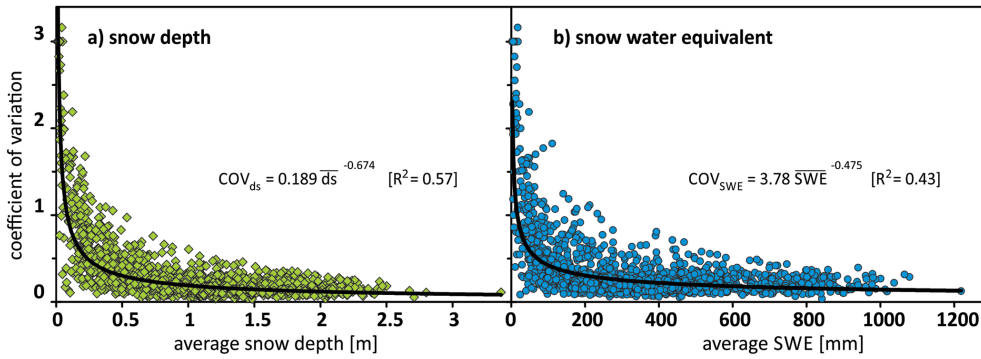 a) snow depth
b) snow water equivalent
coefficient of variation
3
2
1
0
COV_ds = 0.189 d̅s̅ ^-0.674 [R² = 0.57]
COV_SWE = 3.78 S̅W̅E̅ ^-0.475 [R² = 0.43]
0 0.5 1 1.5 2 2.5 3
0 200 400 600 800 1000 1200
average snow depth [m]
average SWE [mm]